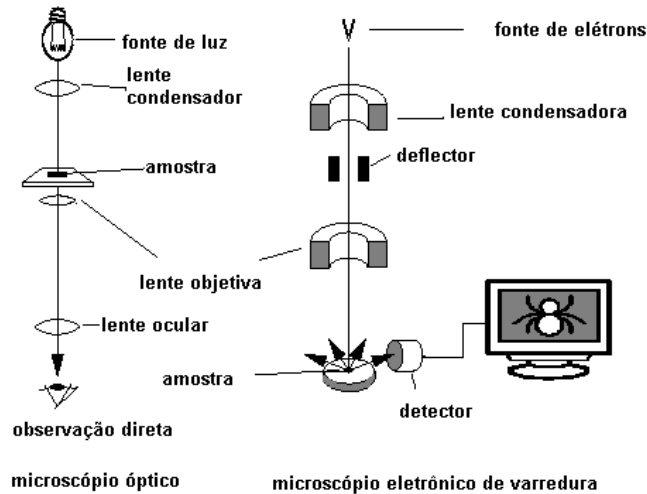 fonte de luz
lente
condensador
amostra
lente objetiva
lente ocular
observação direta
microscópio óptico
fonte de elétrons
lente condensadora
deflector
amostra
detector
microscópio eletrônico de varredura